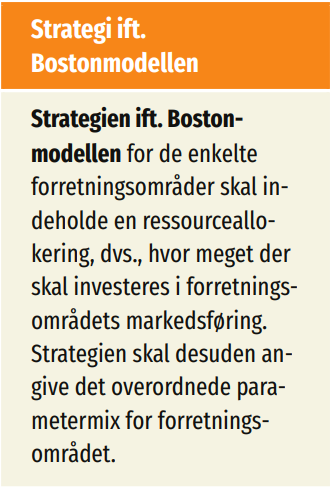 Strategi ift.
Bostonmodellen
Strategien ift. Boston-
modellen for de enkelte
forretningsområder skal in-
deholde en ressourceallo-
kering, dvs., hvor meget der
skal investeres i forretnings-
områdets markedsføring.
Strategien skal desuden an-
give det overordnede para-
metermix for forretnings-
området.